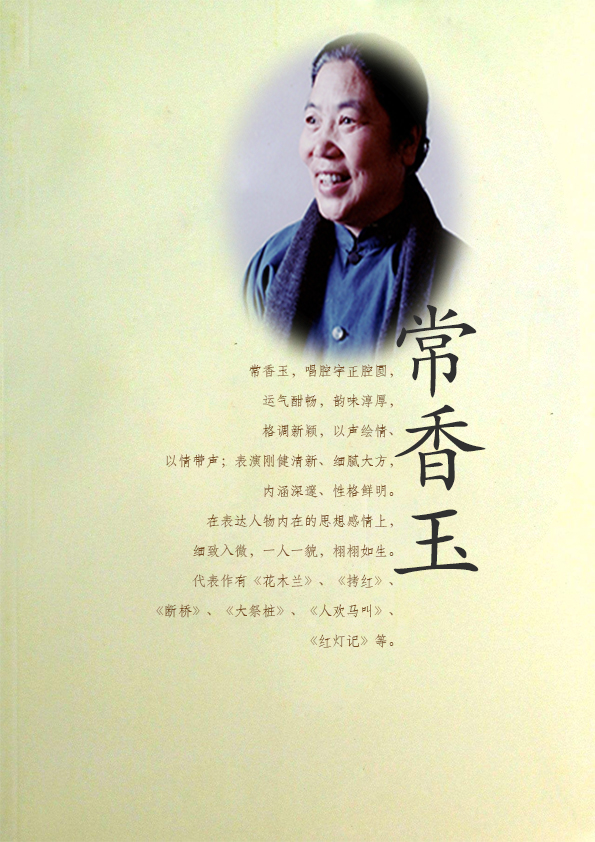 常香玉
常香玉，唱腔字正腔圆，
运气酣畅，韵味淳厚，
格调新颖，以声绘情、
以情带声；表演刚健清新、细腻大方，
内涵深邃、性格鲜明。
在表达人物内在的思想感情上，
细致入微，一人一貌，栩栩如生。
代表作有《花木兰》、《拷红》、
《断桥》、《大祭桩》、《人欢马叫》、
《红灯记》等。